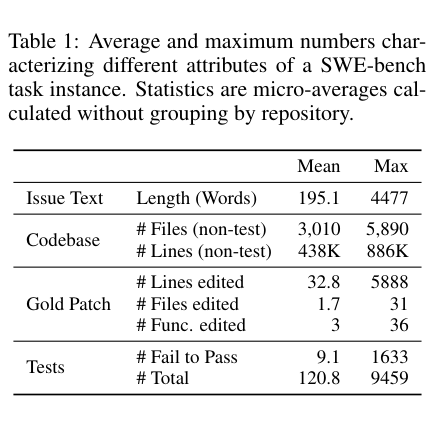 Table 1: Average and maximum numbers char-
acterizing different attributes of a SWE-bench
task instance. Statistics are micro-averages cal-
culated without grouping by repository.
Mean Max
Issue Text Length (Words) 195.1 4477
Codebase # Files (non-test) 3,010 5,890
# Lines (non-test) 438K 886K
Gold Patch # Lines edited 32.8 5888
# Files edited 1.7 31
# Func. edited 3 36
Tests # Fail to Pass 9.1 1633
# Total 120.8 9459